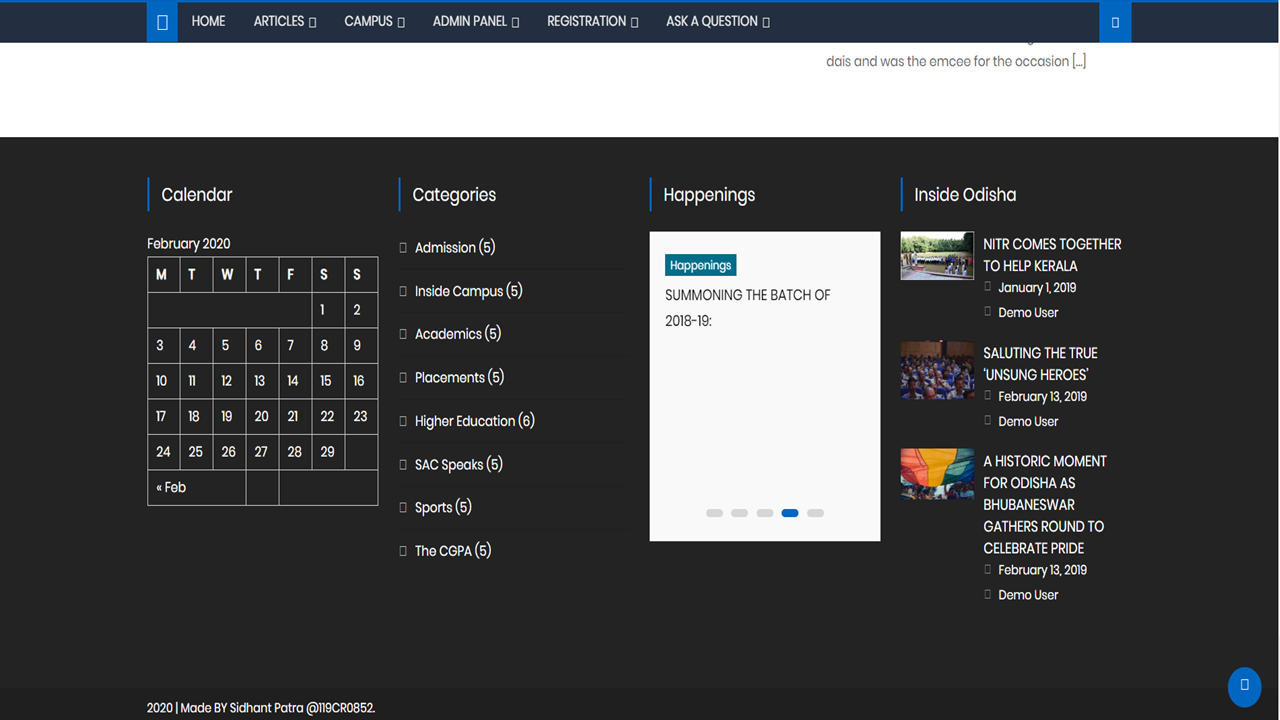 HOME ARTICLES CAMPUS ADMIN PANEL REGISTRATION ASK A QUESTION
dais and was the emcee for the occasion [...]
Calendar
February 2020
M T W T F S S
1 2
3 4 5 6 7 8 9
10 11 12 13 14 15 16
17 18 19 20 21 22 23
24 25 26 27 28 29
« Feb
Categories
Admission (5)
Inside Campus (5)
Academics (5)
Placements (5)
Higher Education (6)
SAC Speaks (5)
Sports (5)
The CGPA (5)
Happenings
Happenings
SUMMONING THE BATCH OF
2018-19:
Inside Odisha
NITR COMES TOGETHER
TO HELP KERALA
January 1, 2019
Demo User
SALUTING THE TRUE
‘UNSUNG HEROES’
February 13, 2019
Demo User
A HISTORIC MOMENT
FOR ODISHA AS
BHUBANESWAR
GATHERS ROUND TO
CELEBRATE PRIDE
February 13, 2019
Demo User
2020 | Made BY Sidhant Patra @119CR0852.